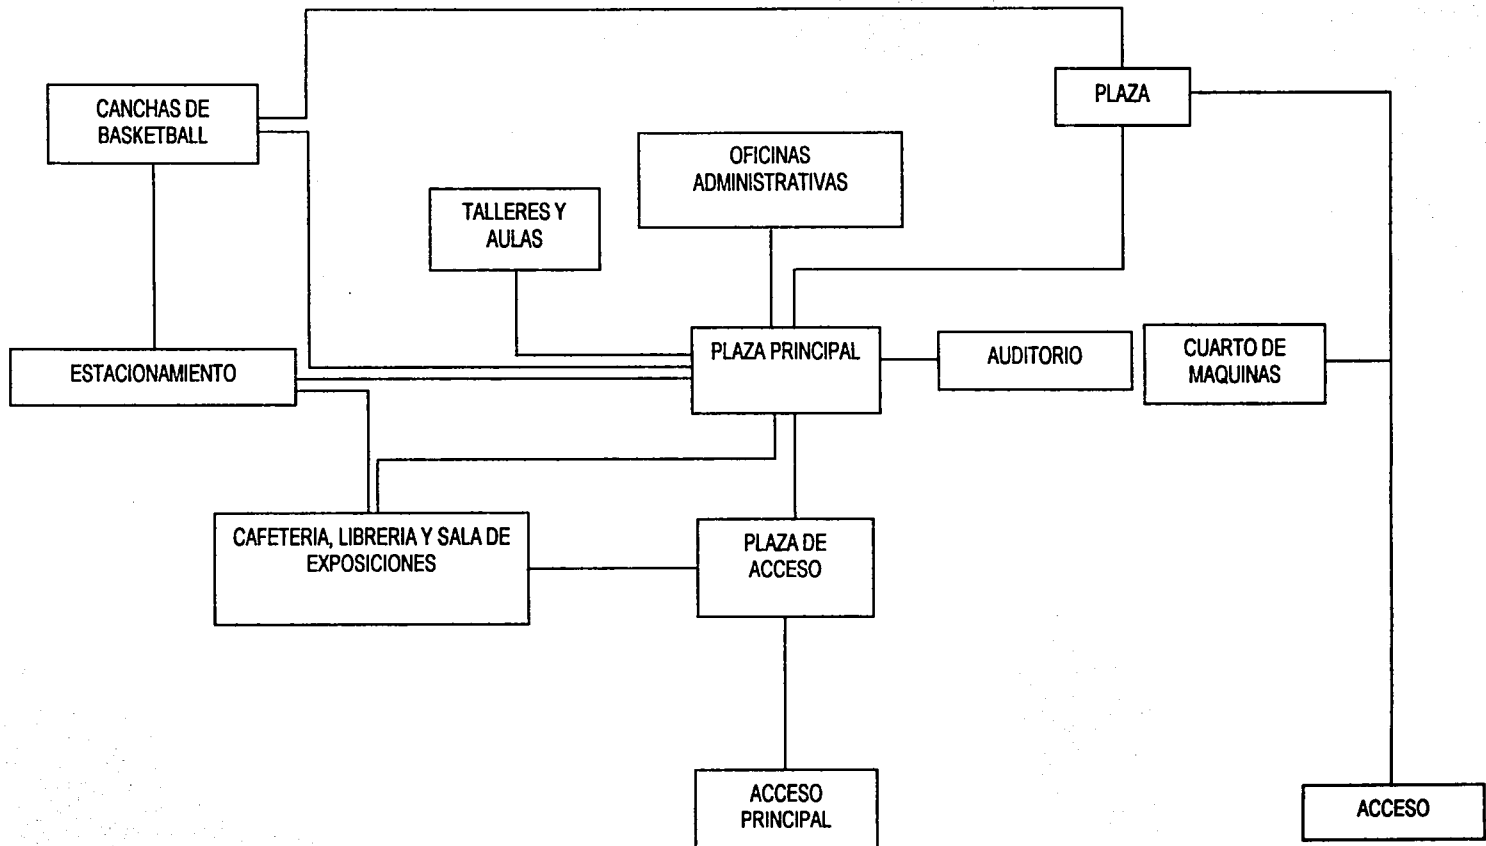 PLAZA
CANCHAS DE
BASKETBALL
OFICINAS
ADMINISTRATIVAS
TALLERES Y
AULAS
PLAZA PRINCIPAL
AUDITORIO
CUARTO DE
MAQUINAS
ESTACIONAMIENTO
CAFETERIA, LIBRERIA Y SALA DE
EXPOSICIONES
PLAZA DE
ACCESO
ACCESO
PRINCIPAL
ACCESO